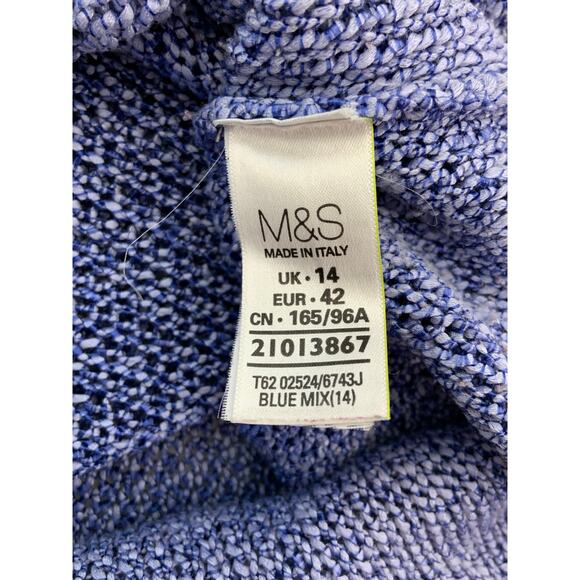 M&S
MADE IN ITALY
UK • 14
EUR • 42
CN • 165/96A
21013867
T62 02524/6743J
BLUE MIX(14)